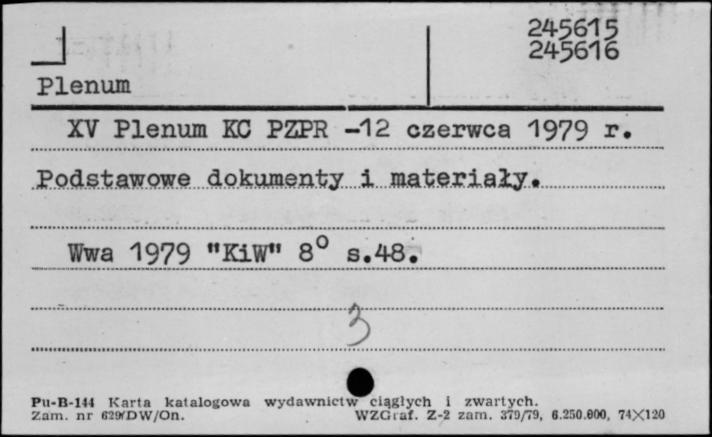 245615
245616
Plenum
XV Plenum KC PZPR -12 czerwca 1979 r.
Podstawowe dokumenty i materiały.
Wwa 1979 "KiW" 8° s.48.
3
Pu-B-144 Karta katalogowa wydawnictw ciągłych i zwartych.
Zam. nr 629/DW/On. WZGraf. Z-2 zam. 379/79, 6.250.000, 74X120